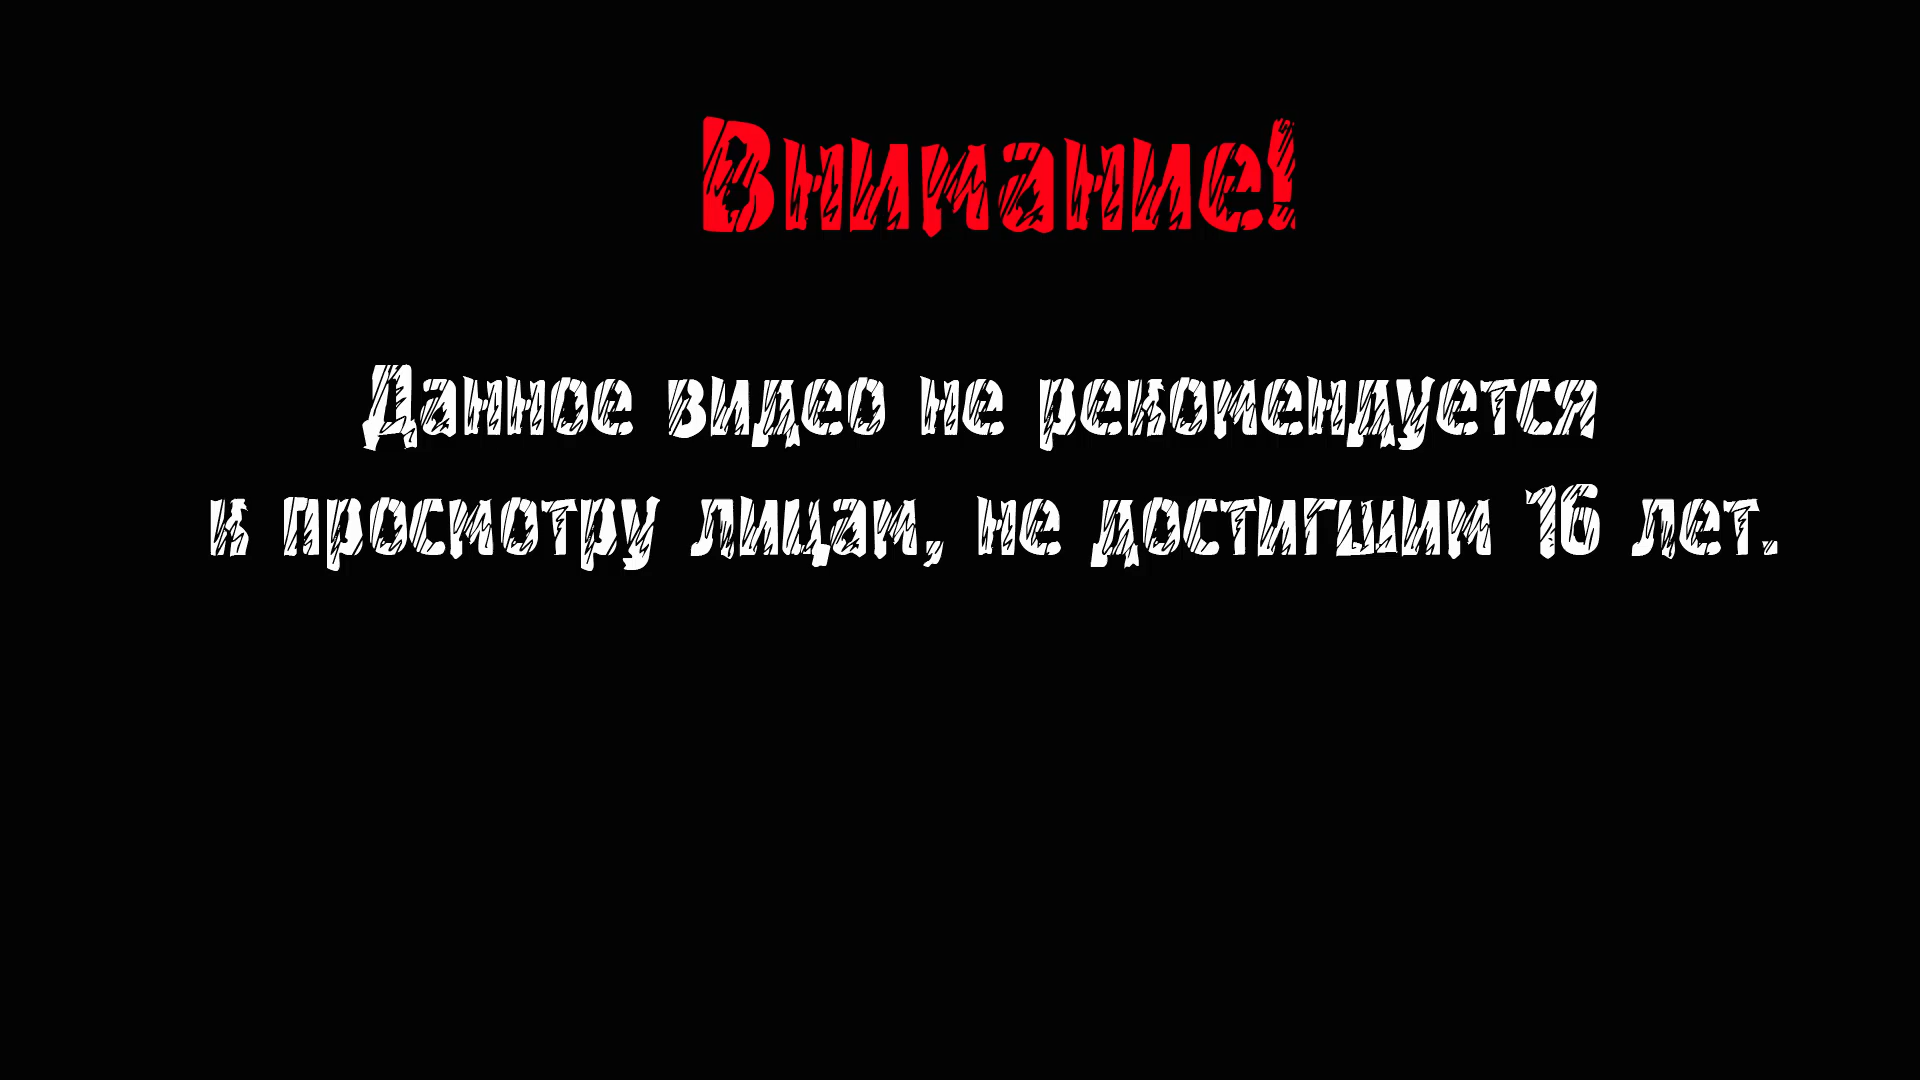 Внимание!
Данное видео не рекомендуется
к просмотру лицам, не достигшим 16 лет.